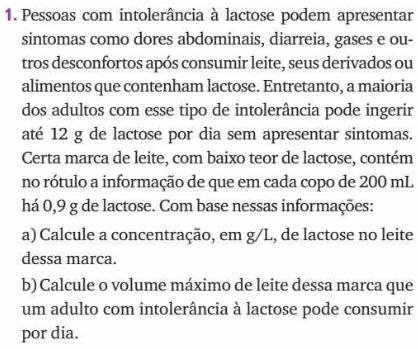 1. Pessoas com intolerância à lactose podem apresentar
sintomas como dores abdominais, diarreia, gases e ou-
tros desconfortos após consumir leite, seus derivados ou
alimentos que contenham lactose. Entretanto, a maioria
dos adultos com esse tipo de intolerância pode ingerir
até 12 g de lactose por dia sem apresentar sintomas.
Certa marca de leite, com baixo teor de lactose, contém
no rótulo a informação de que em cada copo de 200 mL
há 0,9 g de lactose. Com base nessas informações:
a) Calcule a concentração, em g/L, de lactose no leite
dessa marca.
b) Calcule o volume máximo de leite dessa marca que
um adulto com intolerância à lactose pode consumir
por dia.